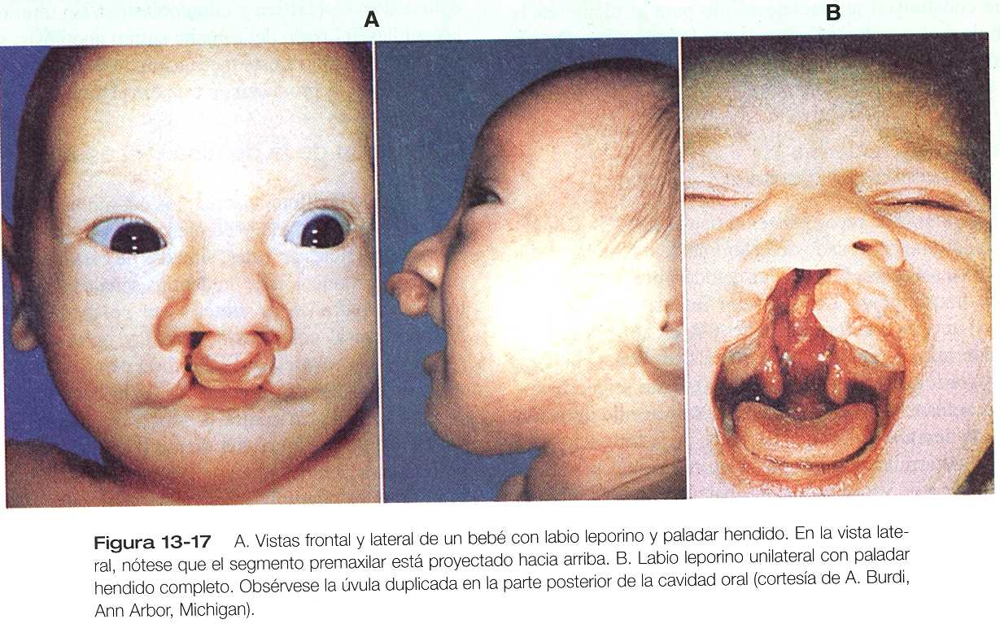 A
B
Figura 13-17 A. Vistas frontal y lateral de un bebé con labio leporino y paladar hendido. En la vista late-
ral, nótese que el segmento premaxilar está proyectado hacia arriba. B. Labio leporino unilateral con paladar
hendido completo. Obsérvese la úvula duplicada en la parte posterior de la cavidad oral (cortesía de A. Burdi,
Ann Arbor, Michigan).